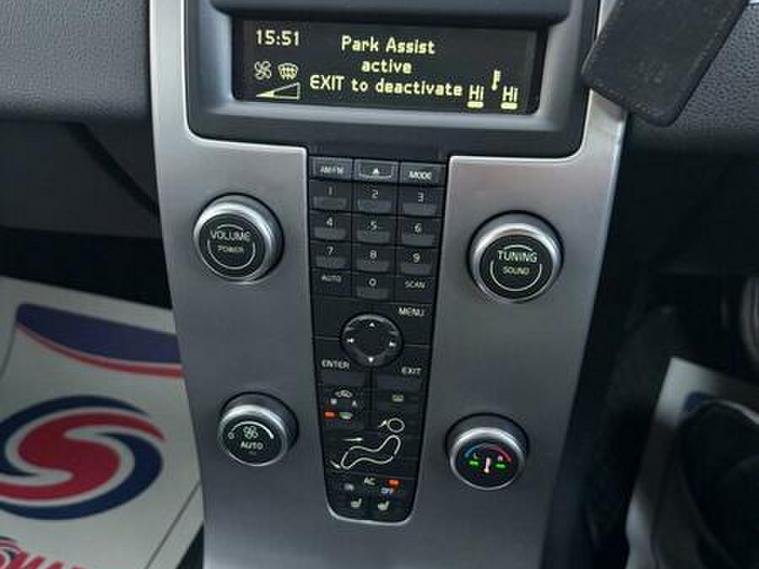 15:51
Park Assist
active
EXIT to deactivate
Hi Hi
AM/FM MODE
1 2 3
4 5 6
7 8 9
AUTO 0 SCAN
VOLUME
POWER
TUNING
SOUND
MENU
ENTER EXIT
0
AUTO
AC
OFF